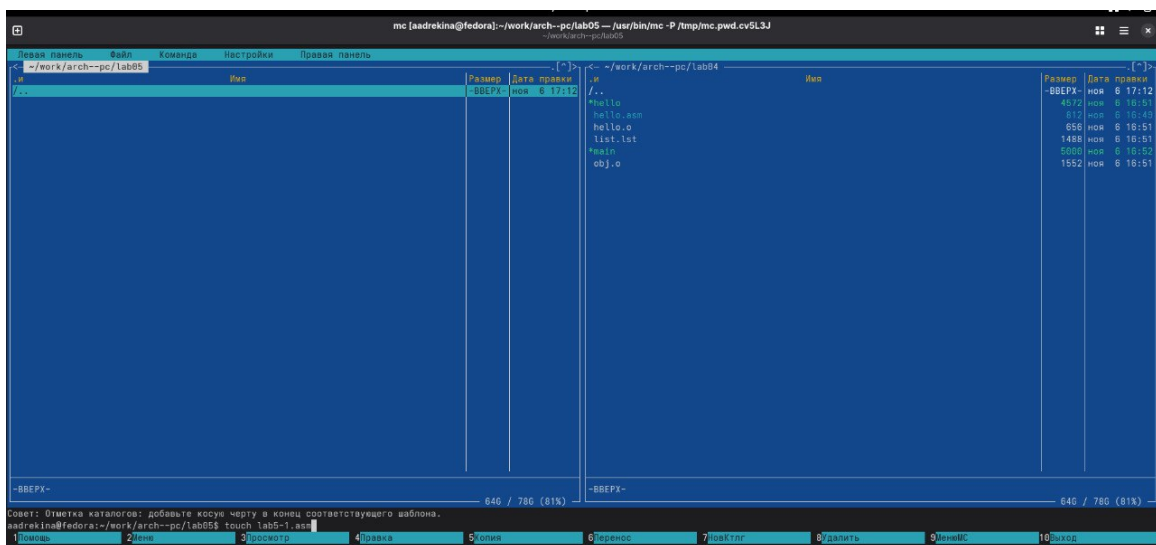 mc [aadrekina@fedora]:~/work/arch--pc/lab05 — /usr/bin/mc -P /tmp/mc.pwd.cv5L3J
~/work/arch--pc/lab05
Левая панель Файл Команда Настройки Правая панель
<— ~/work/arch--pc/lab05 .[^]>
.и Имя Размер Дата правки
/.. -ВВЕРХ- ноя 6 17:12
-ВВЕРХ-
64G / 78G (81%)
<— ~/work/arch--pc/lab04 .[^]>
.и Имя Размер Дата правки
/.. -ВВЕРХ- ноя 6 17:12
*hello 4572 ноя 6 16:51
hello.asm 812 ноя 6 16:49
hello.o 656 ноя 6 16:51
list.lst 1488 ноя 6 16:51
*main 5000 ноя 6 16:52
obj.o 1552 ноя 6 16:51
-ВВЕРХ-
64G / 78G (81%)
Совет: Отметка каталогов: добавьте косую черту в конец соответствующего шаблона.
aadrekina@fedora:~/work/arch--pc/lab05$ touch lab5-1.asm
1Помощь 2Меню 3Просмотр 4Правка 5Копия 6Перенос 7НовКтлг 8Удалить 9МенюMC 10Выход